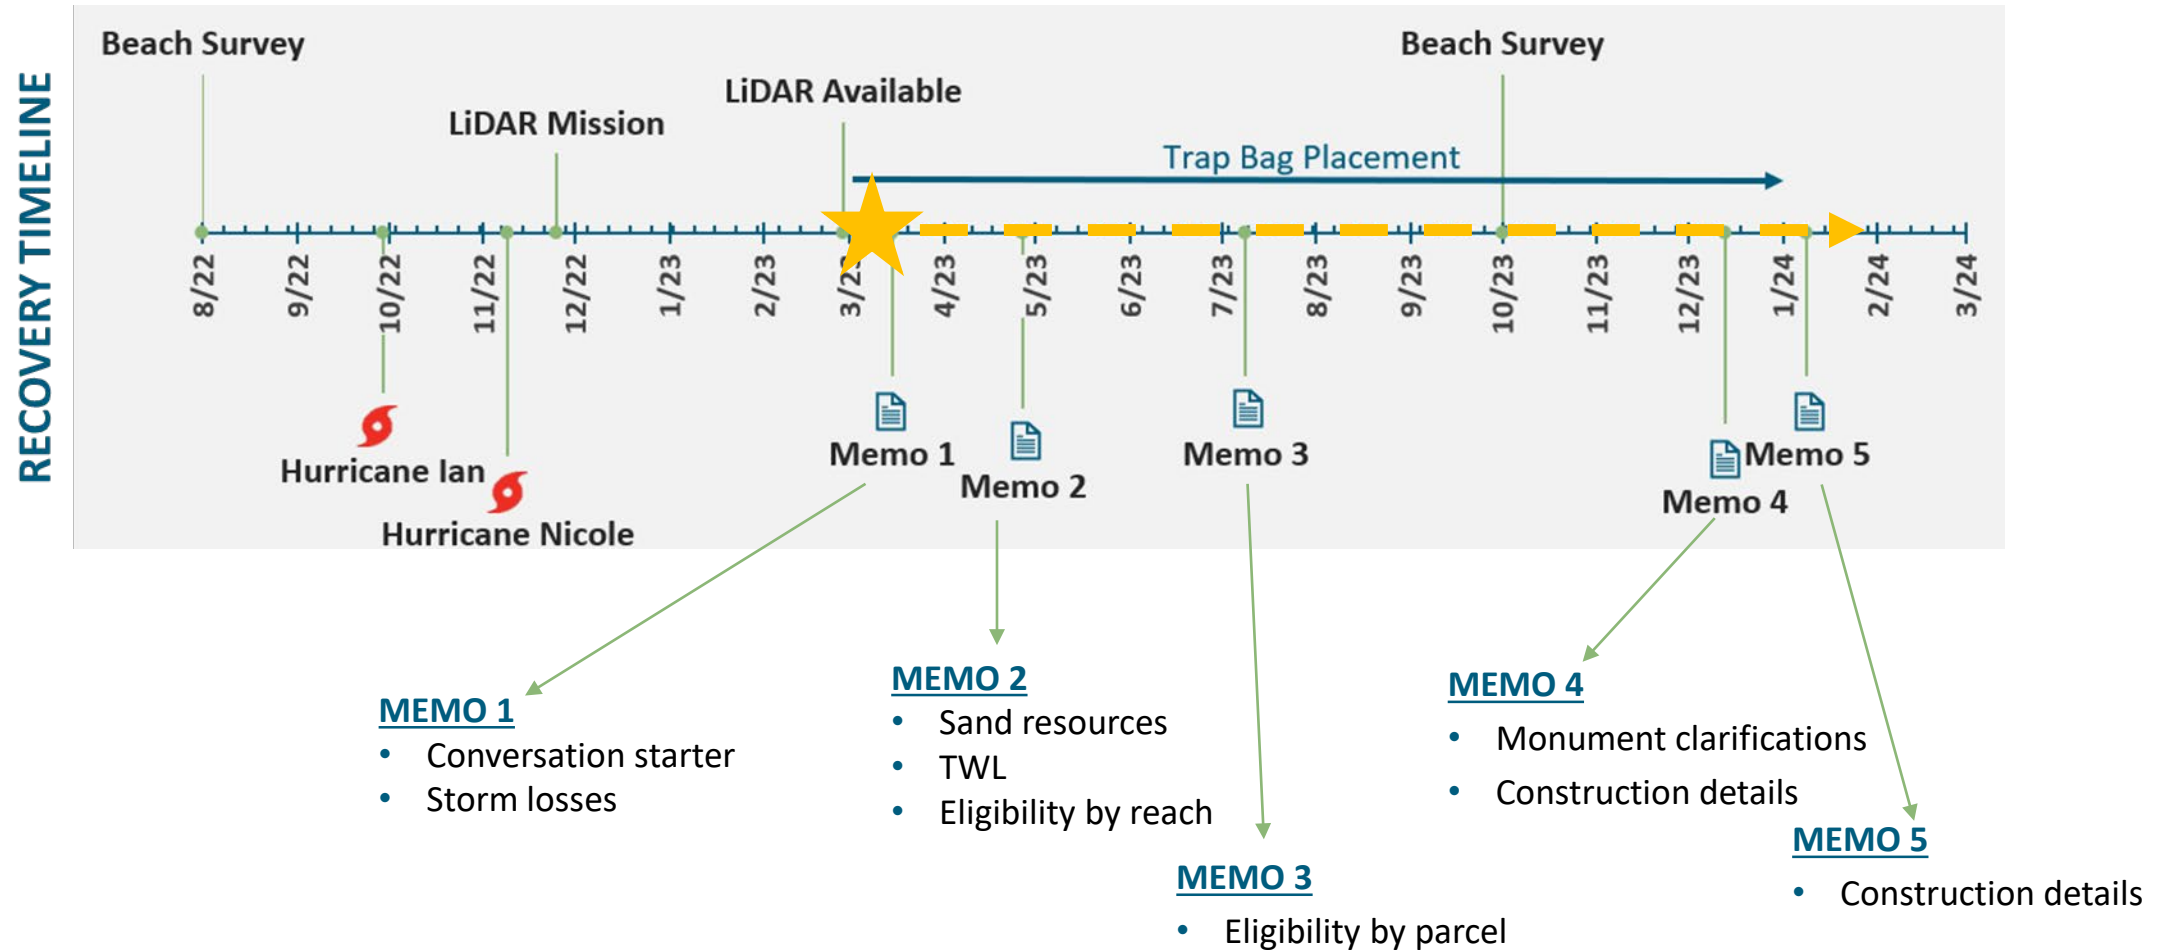 RECOVERY TIMELINE
Beach Survey
Beach Survey
LiDAR Available
LiDAR Mission
Trap Bag Placement
8/22
9/22
10/22
11/22
12/22
1/23
2/23
4/23
5/23
6/23
7/23
8/23
9/23
10/23
11/23
12/23
1/24
2/24
3/24
Hurricane Ian
Hurricane Nicole
Memo 1
Memo 2
Memo 3
Memo 4
Memo 5
MEMO 1
• Conversation starter
• Storm losses
MEMO 2
• Sand resources
• TWL
• Eligibility by reach
MEMO 3
• Eligibility by parcel
MEMO 4
• Monument clarifications
• Construction details
MEMO 5
• Construction details